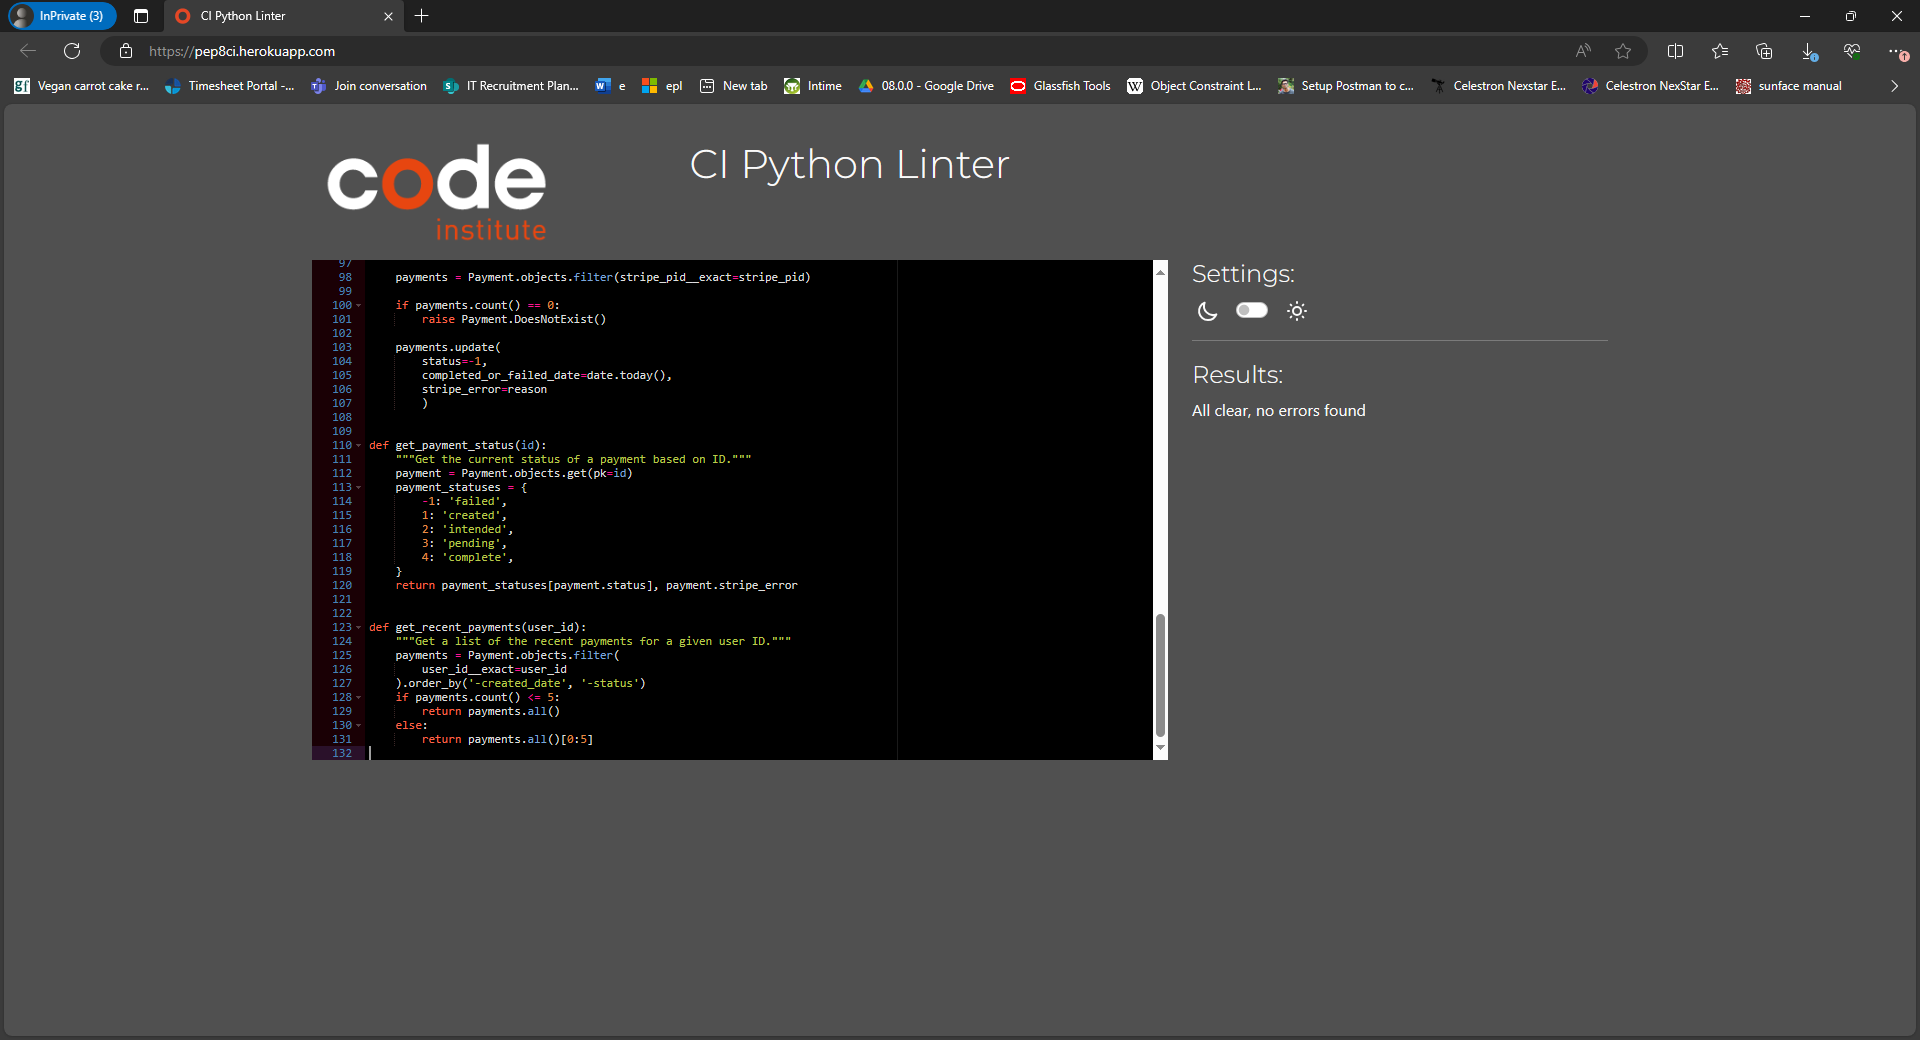 InPrivate (3)
CI Python Linter
https://pep8ci.herokuapp.com
gf Vegan carrot cake r... Timesheet Portal -... Join conversation IT Recruitment Plan... e epl New tab Intime 08.0.0 - Google Drive Glassfish Tools W Object Constraint L... Setup Postman to c... Celestron Nexstar E... Celestron NexStar E... sunface manual
code
institute
CI Python Linter
97
98     payments = Payment.objects.filter(stripe_pid__exact=stripe_pid)
99
100     if payments.count() == 0:
101         raise Payment.DoesNotExist()
102
103     payments.update(
104         status=-1,
105         completed_or_failed_date=date.today(),
106         stripe_error=reason
107         )
108
109
110 def get_payment_status(id):
111     """Get the current status of a payment based on ID."""
112     payment = Payment.objects.get(pk=id)
113     payment_statuses = {
114         -1: 'failed',
115         1: 'created',
116         2: 'intended',
117         3: 'pending',
118         4: 'complete',
119     }
120     return payment_statuses[payment.status], payment.stripe_error
121
122
123 def get_recent_payments(user_id):
124     """Get a list of the recent payments for a given user ID."""
125     payments = Payment.objects.filter(
126         user_id__exact=user_id
127     ).order_by('-created_date', '-status')
128     if payments.count() <= 5:
129         return payments.all()
130     else:
131         return payments.all()[0:5]
132
Settings:
Results:
All clear, no errors found